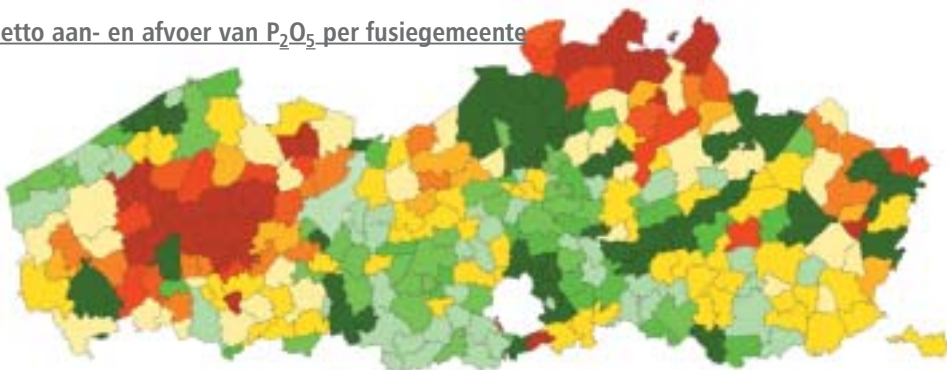 etto aan- en afvoer van P₂O₅ per fusiegemeente